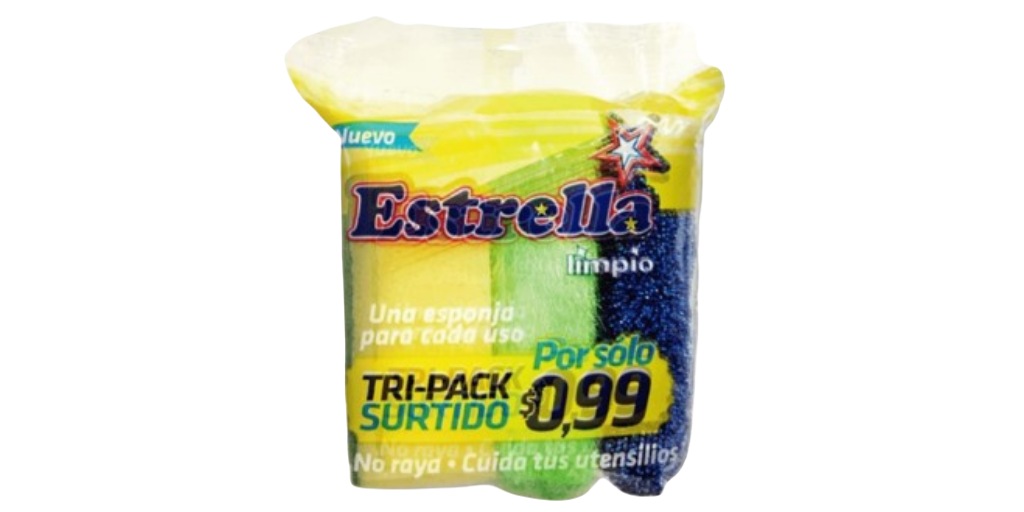 Nuevo
Estrella
limpio
Una esponja
para cada uso
Por sólo
TRI-PACK
SURTIDO
$0,99
No raya • Cuida tus utensilios